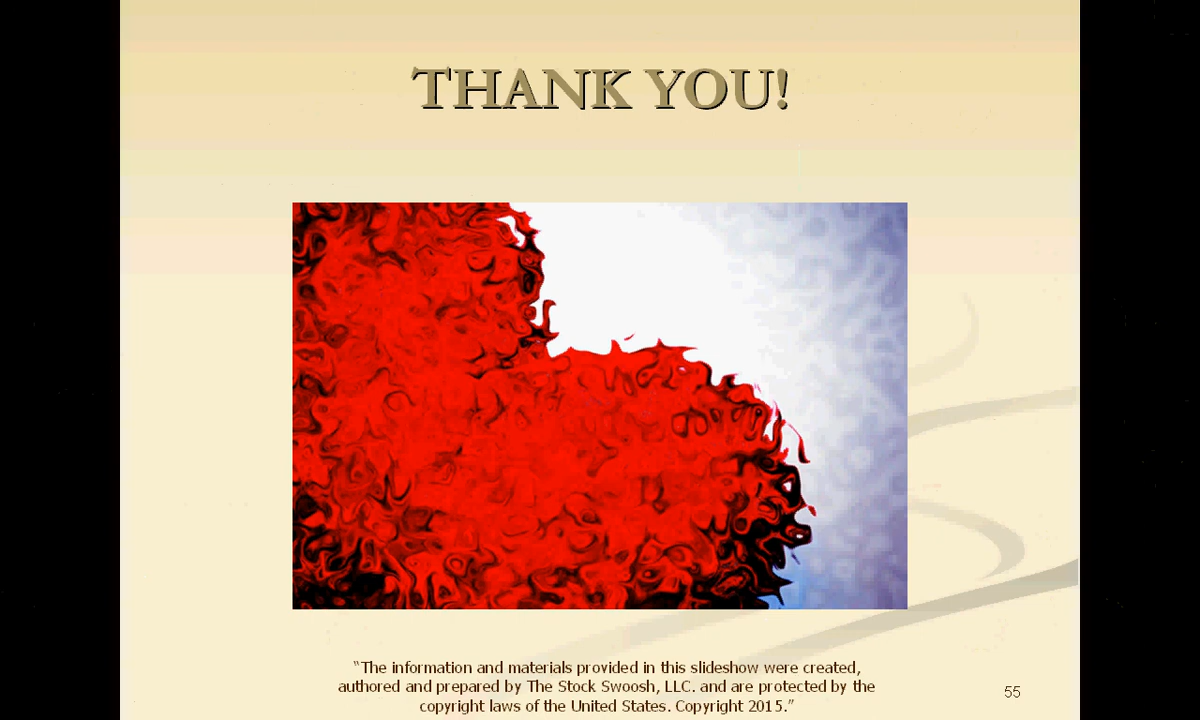 THANK YOU!
“The information and materials provided in this slideshow were created,
authored and prepared by The Stock Swoosh, LLC. and are protected by the
copyright laws of the United States. Copyright 2015.”
55